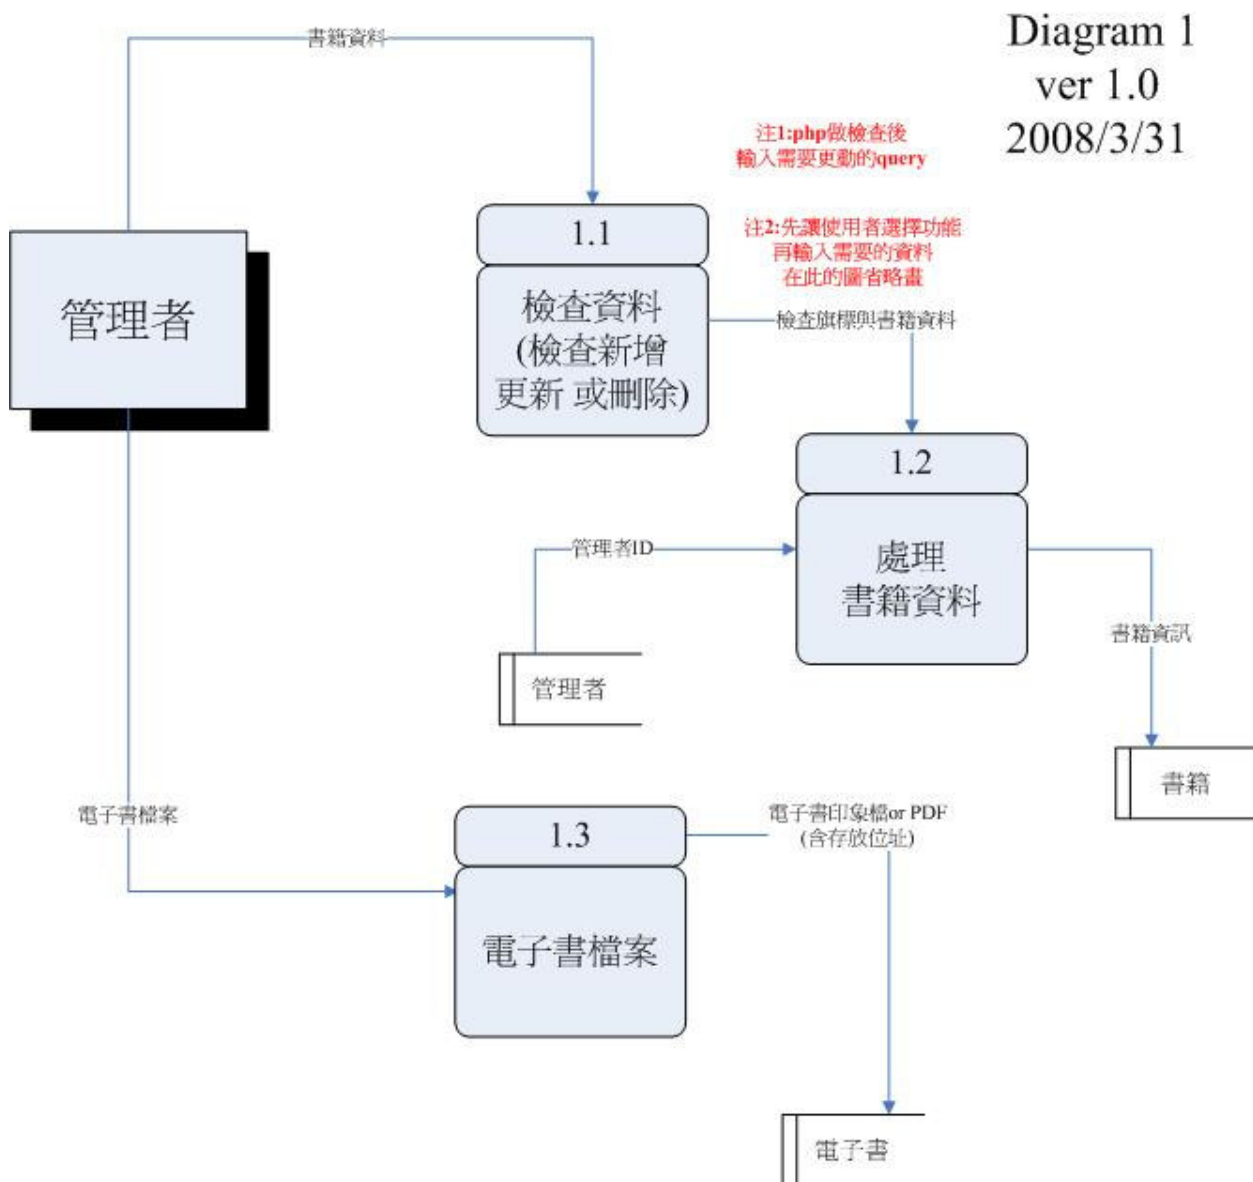 Diagram 1
ver 1.0
2008/3/31
書籍資料
注1:php做檢查後
輸入需要更動的query
注2:先讓使用者選擇功能
再輸入需要的資料
在此的圖省略畫
1.1
檢查資料
(檢查新增
更新 或刪除)
管理者
檢查旗標與書籍資料
1.2
處理
書籍資料
管理者ID
管理者
書籍資訊
書籍
電子書檔案
1.3
電子書檔案
電子書印象檔or PDF
(含存放位址)
電子書